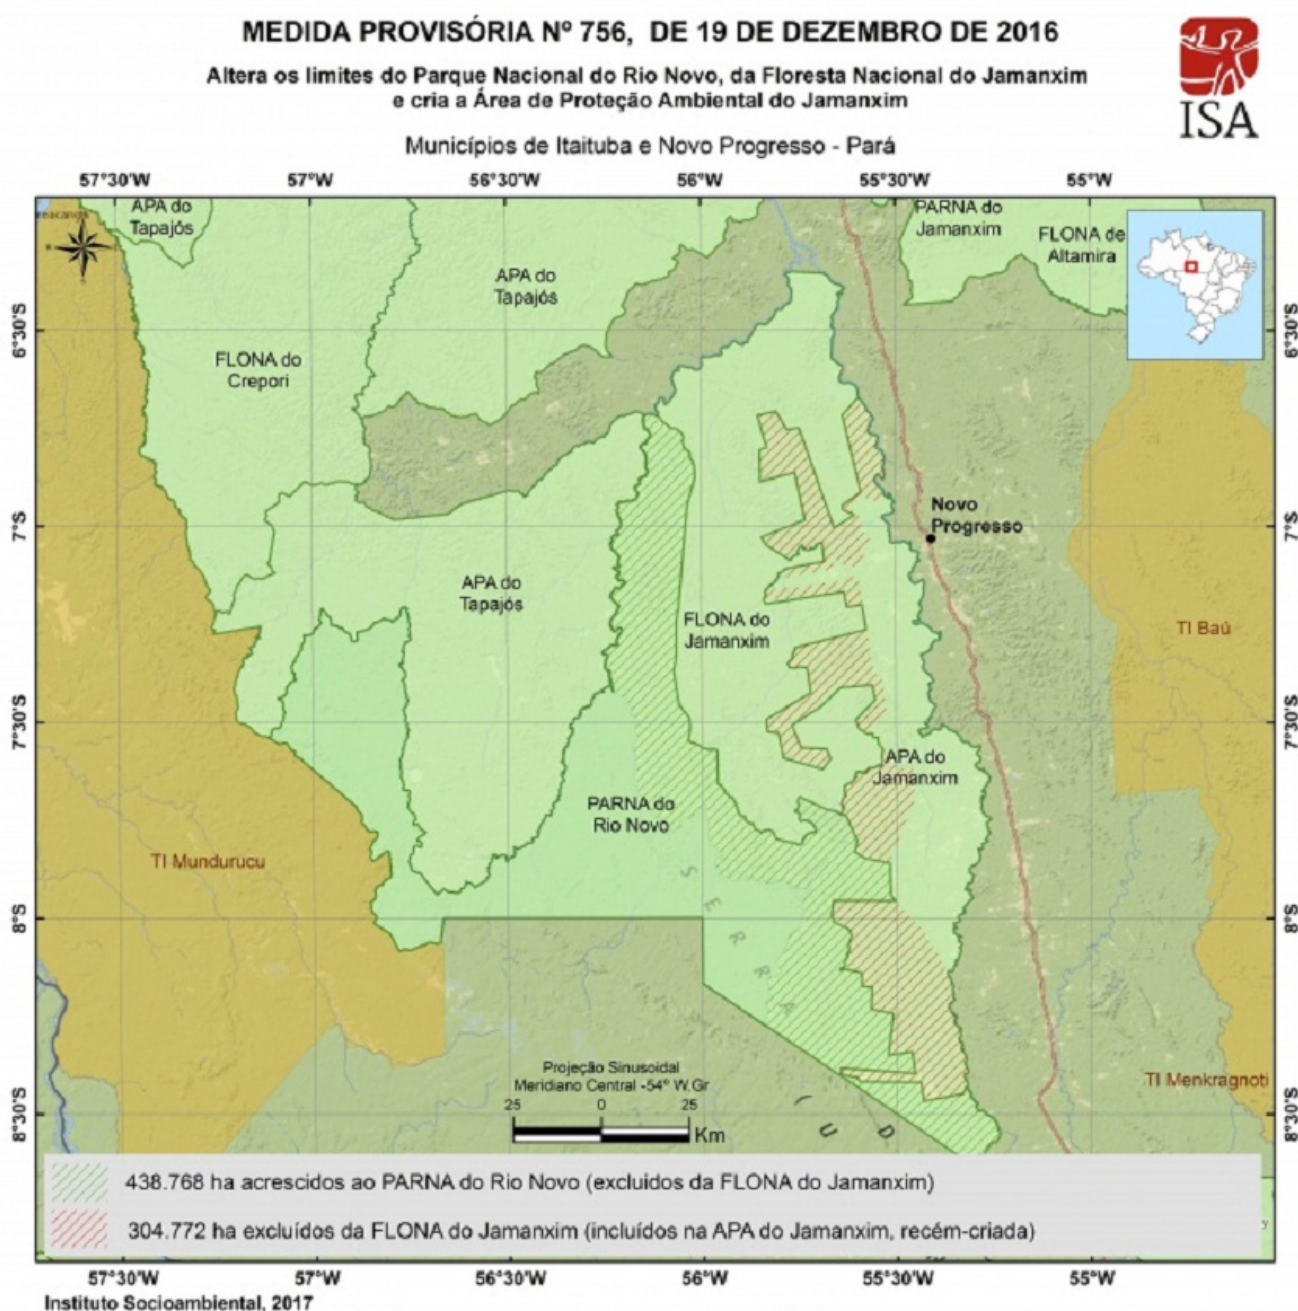 MEDIDA PROVISÓRIA Nº 756, DE 19 DE DEZEMBRO DE 2016
Altera os limites do Parque Nacional do Rio Novo, da Floresta Nacional do Jamanxim
e cria a Área de Proteção Ambiental do Jamanxim
Municípios de Itaituba e Novo Progresso - Pará
ISA
57°30'W 57°W 56°30'W 56°W 55°30'W 55°W
APA do
Tapajós
PARNA do
Jamanxim
FLONA de
Altamira
APA do
Tapajós
6°30'S 6°30'S
FLONA do
Crepori
Novo
Progresso
7°S 7°S
APA do
Tapajós
FLONA do
Jamanxim
TI Baú
7°30'S 7°30'S
APA do
Jamanxim
PARNA do
Rio Novo
TI Mundurucu
SERRA
8°S 8°S
Projeção Sinusoidal
Meridiano Central -54° W.Gr
25 0 25
Km
TI Menkragnoti
8°30'S 8°30'S
438.768 ha acrescidos ao PARNA do Rio Novo (excluidos da FLONA do Jamanxim)
304.772 ha excluídos da FLONA do Jamanxim (incluídos na APA do Jamanxim, recém-criada)
57°30'W 57°W 56°30'W 56°W 55°30'W 55°W
Instituto Socioambiental, 2017